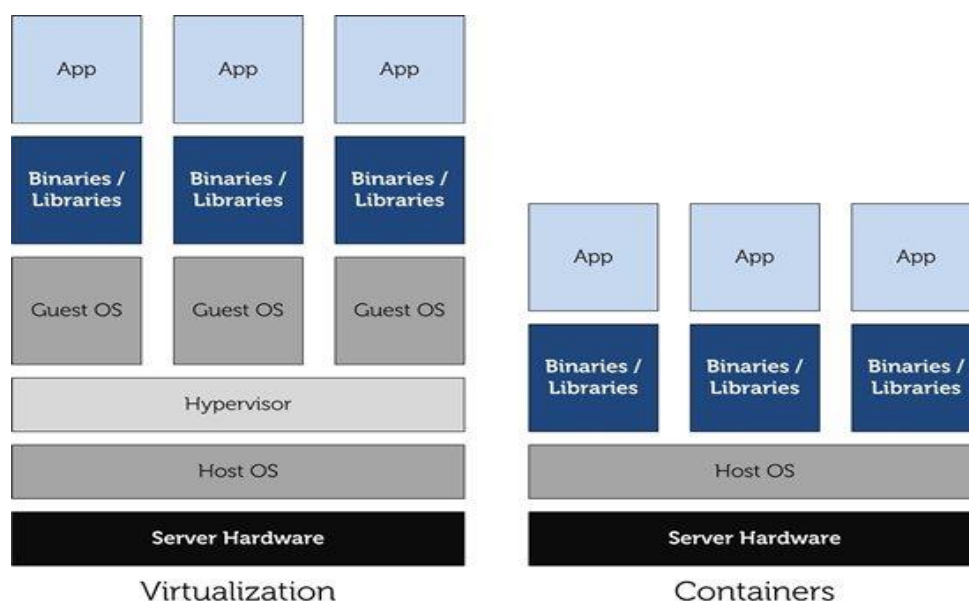 App
App
App
Binaries /
Libraries
Binaries /
Libraries
Binaries /
Libraries
Guest OS
Guest OS
Guest OS
Hypervisor
Host OS
Server Hardware
Virtualization
App
App
App
Binaries /
Libraries
Binaries /
Libraries
Binaries /
Libraries
Host OS
Server Hardware
Containers